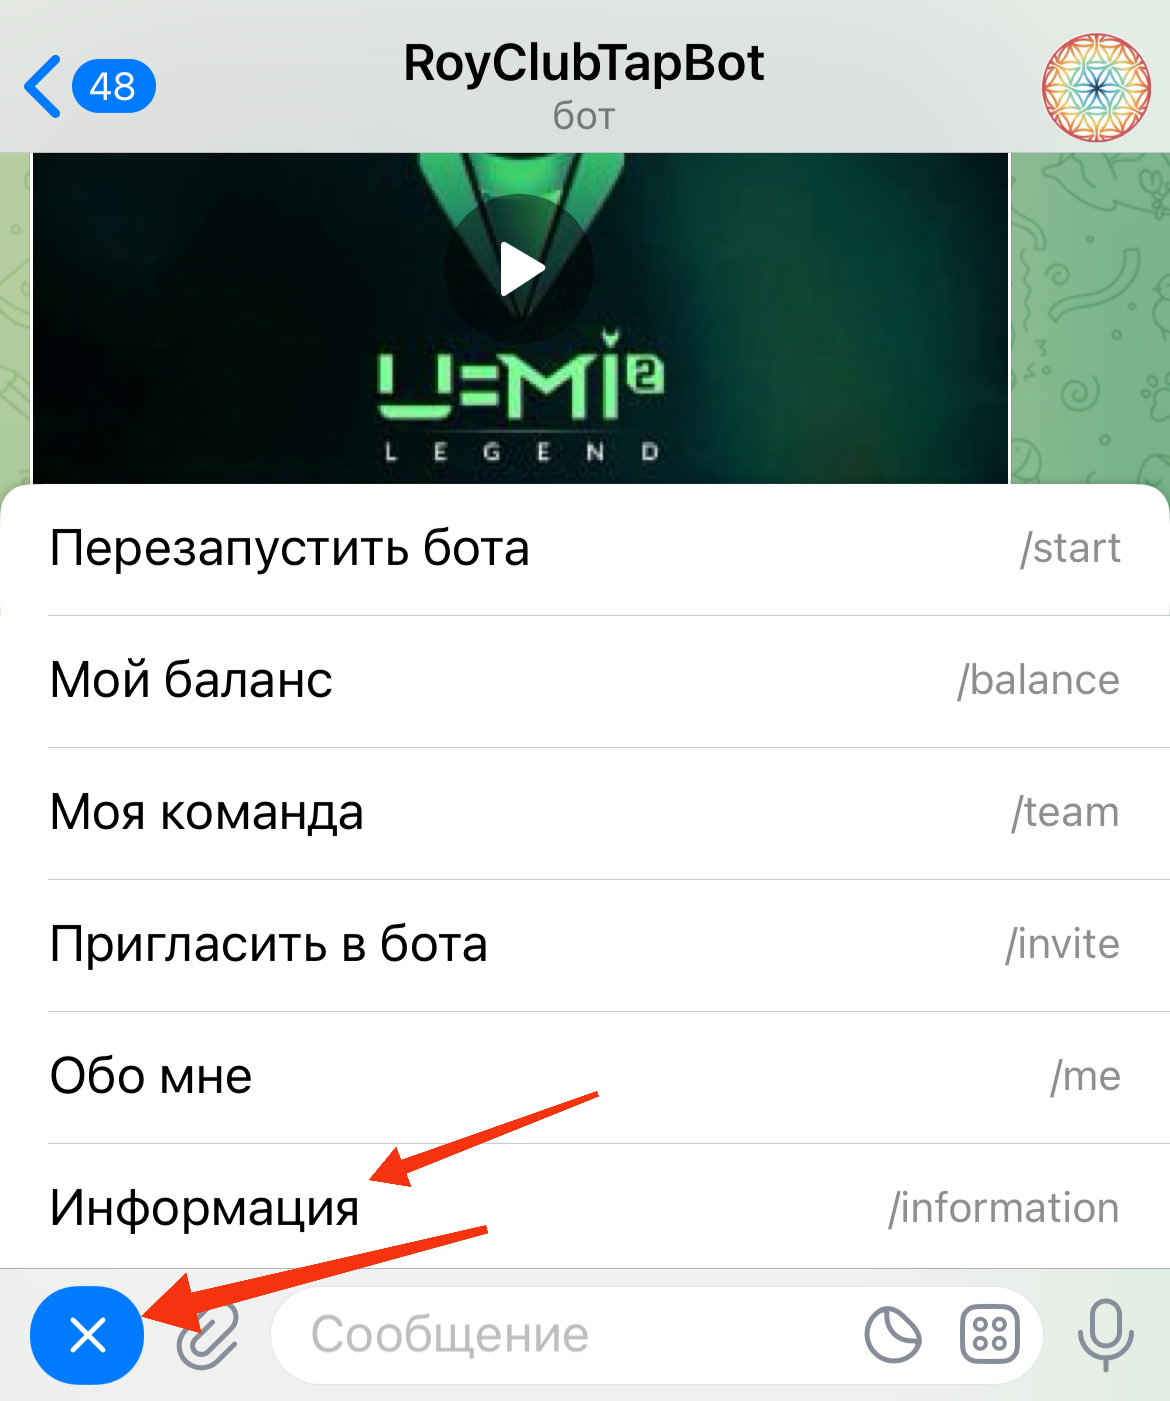 48
RoyClubTapBot
бот
UMi2
LEGEND
Перезапустить бота /start
Мой баланс /balance
Моя команда /team
Пригласить в бота /invite
Обо мне /me
Информация /information
Сообщение